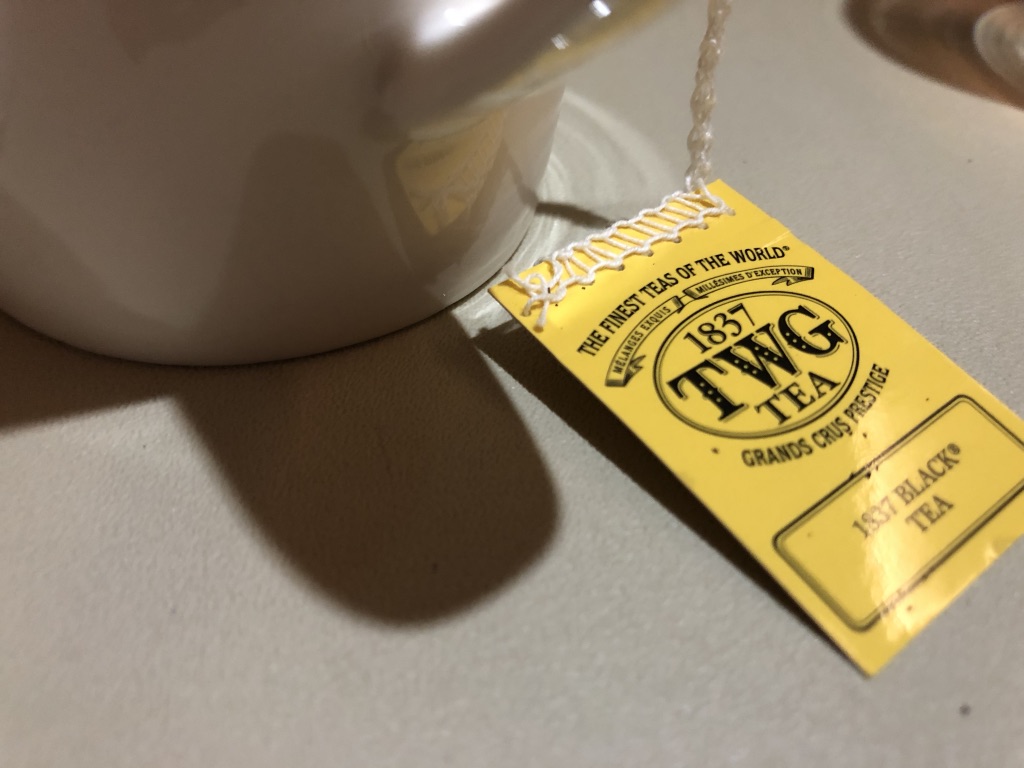 THE FINEST TEAS OF THE WORLD®
MÉLANGES EXQUIS MILLÉSIMES D'EXCEPTION
1837
TWG
TEA
GRANDS CRUS PRESTIGE
1837 BLACK®
TEA